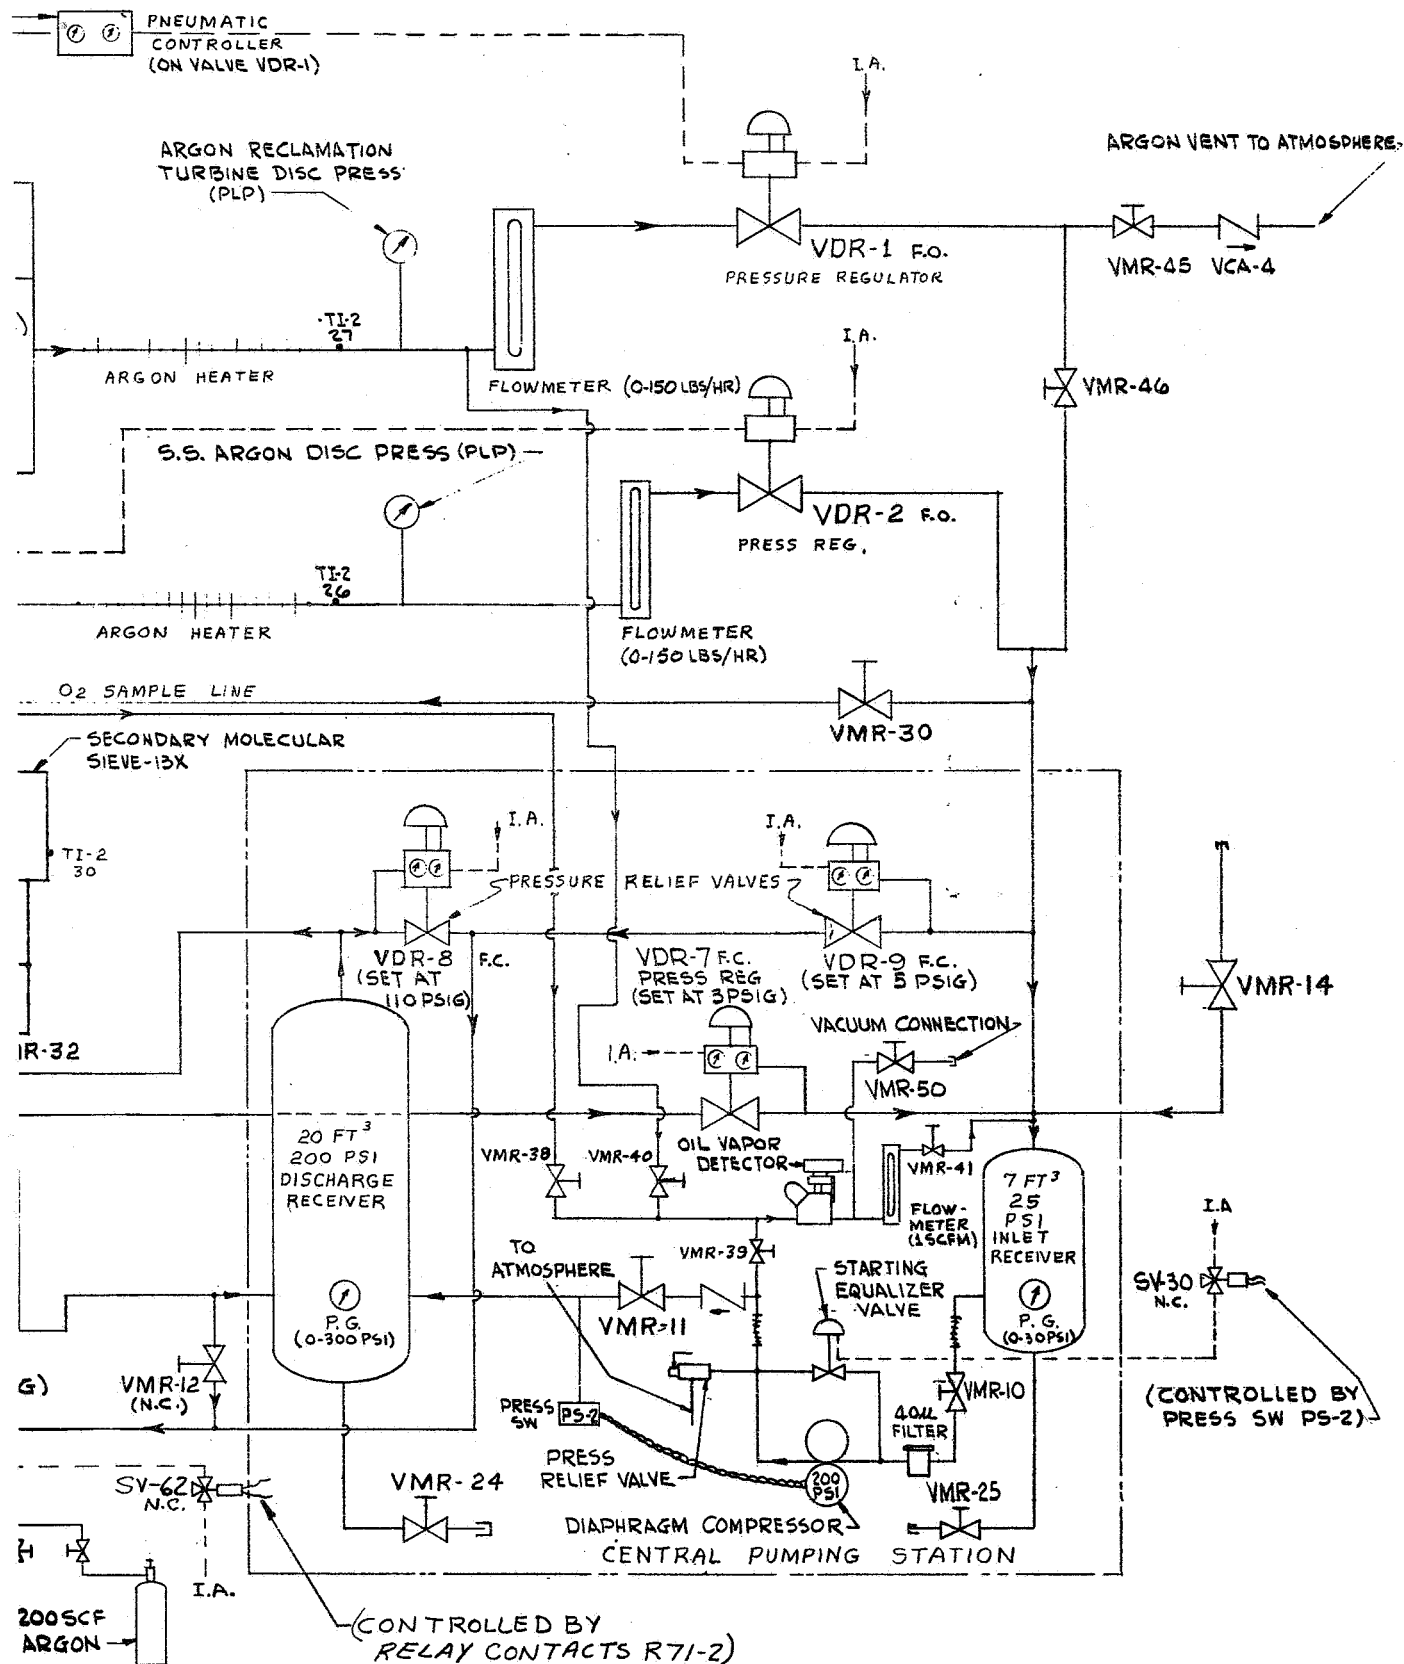 PNEUMATIC
CONTROLLER
(ON VALVE VDR-1)
I.A.
ARGON RECLAMATION
TURBINE DISC PRESS
(PLP)
ARGON VENT TO ATMOSPHERE
VDR-1 F.O.
PRESSURE REGULATOR
VMR-45
VCA-4
TI-2
27
ARGON HEATER
FLOWMETER (0-150 LBS/HR)
I.A.
VMR-46
S.S. ARGON DISC PRESS (PLP)
VDR-2 F.O.
PRESS REG.
TI-2
26
ARGON HEATER
FLOWMETER
(0-150 LBS/HR)
O2 SAMPLE LINE
VMR-30
SECONDARY MOLECULAR
SIEVE-13X
TI-2
30
I.A.
I.A.
PRESSURE RELIEF VALVES
VDR-8 F.C.
(SET AT
110 PSIG)
VDR-7 F.C.
PRESS REG
(SET AT 3PSIG)
VDR-9 F.C.
(SET AT 5 PSIG)
VMR-14
VACUUM CONNECTION
IR-32
I.A.
VMR-50
20 FT3
200 PSI
DISCHARGE
RECEIVER
VMR-38
VMR-40
OIL VAPOR
DETECTOR
VMR-41
7 FT3
25
PSI
INLET
RECEIVER
FLOW-
METER
(1SCFM)
I.A
TO
ATMOSPHERE
VMR-39
STARTING
EQUALIZER
VALVE
SV-30
N.C.
P.G.
(0-300 PSI)
VMR-11
P.G.
(0-30PSI)
G)
VMR-12
(N.C.)
VMR-10
(CONTROLLED BY
PRESS SW PS-2)
PRESS
SW
PS-2
40µ
FILTER
PRESS
RELIEF VALVE
200
PSI
SV-62
N.C.
VMR-24
VMR-25
DIAPHRAGM COMPRESSOR
CENTRAL PUMPING STATION
I.A.
200SCF
ARGON
(CONTROLLED BY
RELAY CONTACTS R71-2)